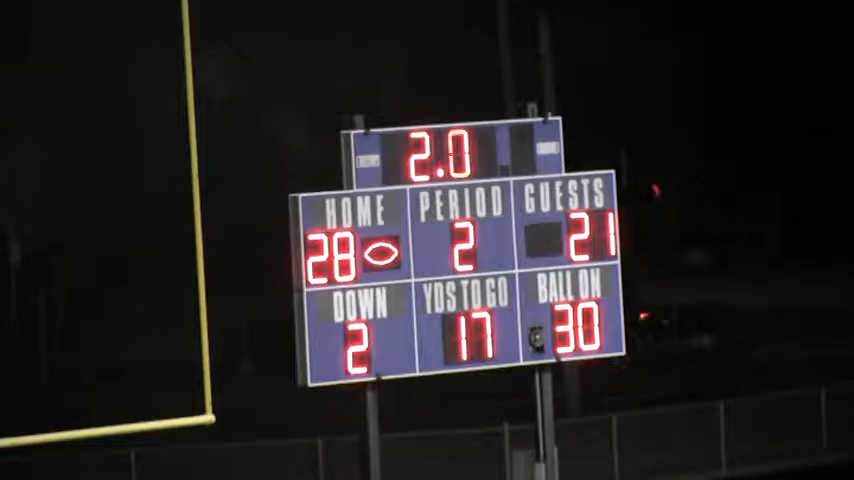 2.0
HOME PERIOD GUESTS
28 2 21
DOWN YDS TO GO BALL ON
2 17 30